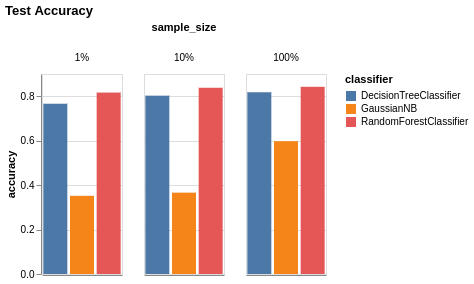 Test Accuracy
sample_size
1% 10% 100%
classifier
DecisionTreeClassifier
GaussianNB
RandomForestClassifier
accuracy
0.8
0.6
0.4
0.2
0.0